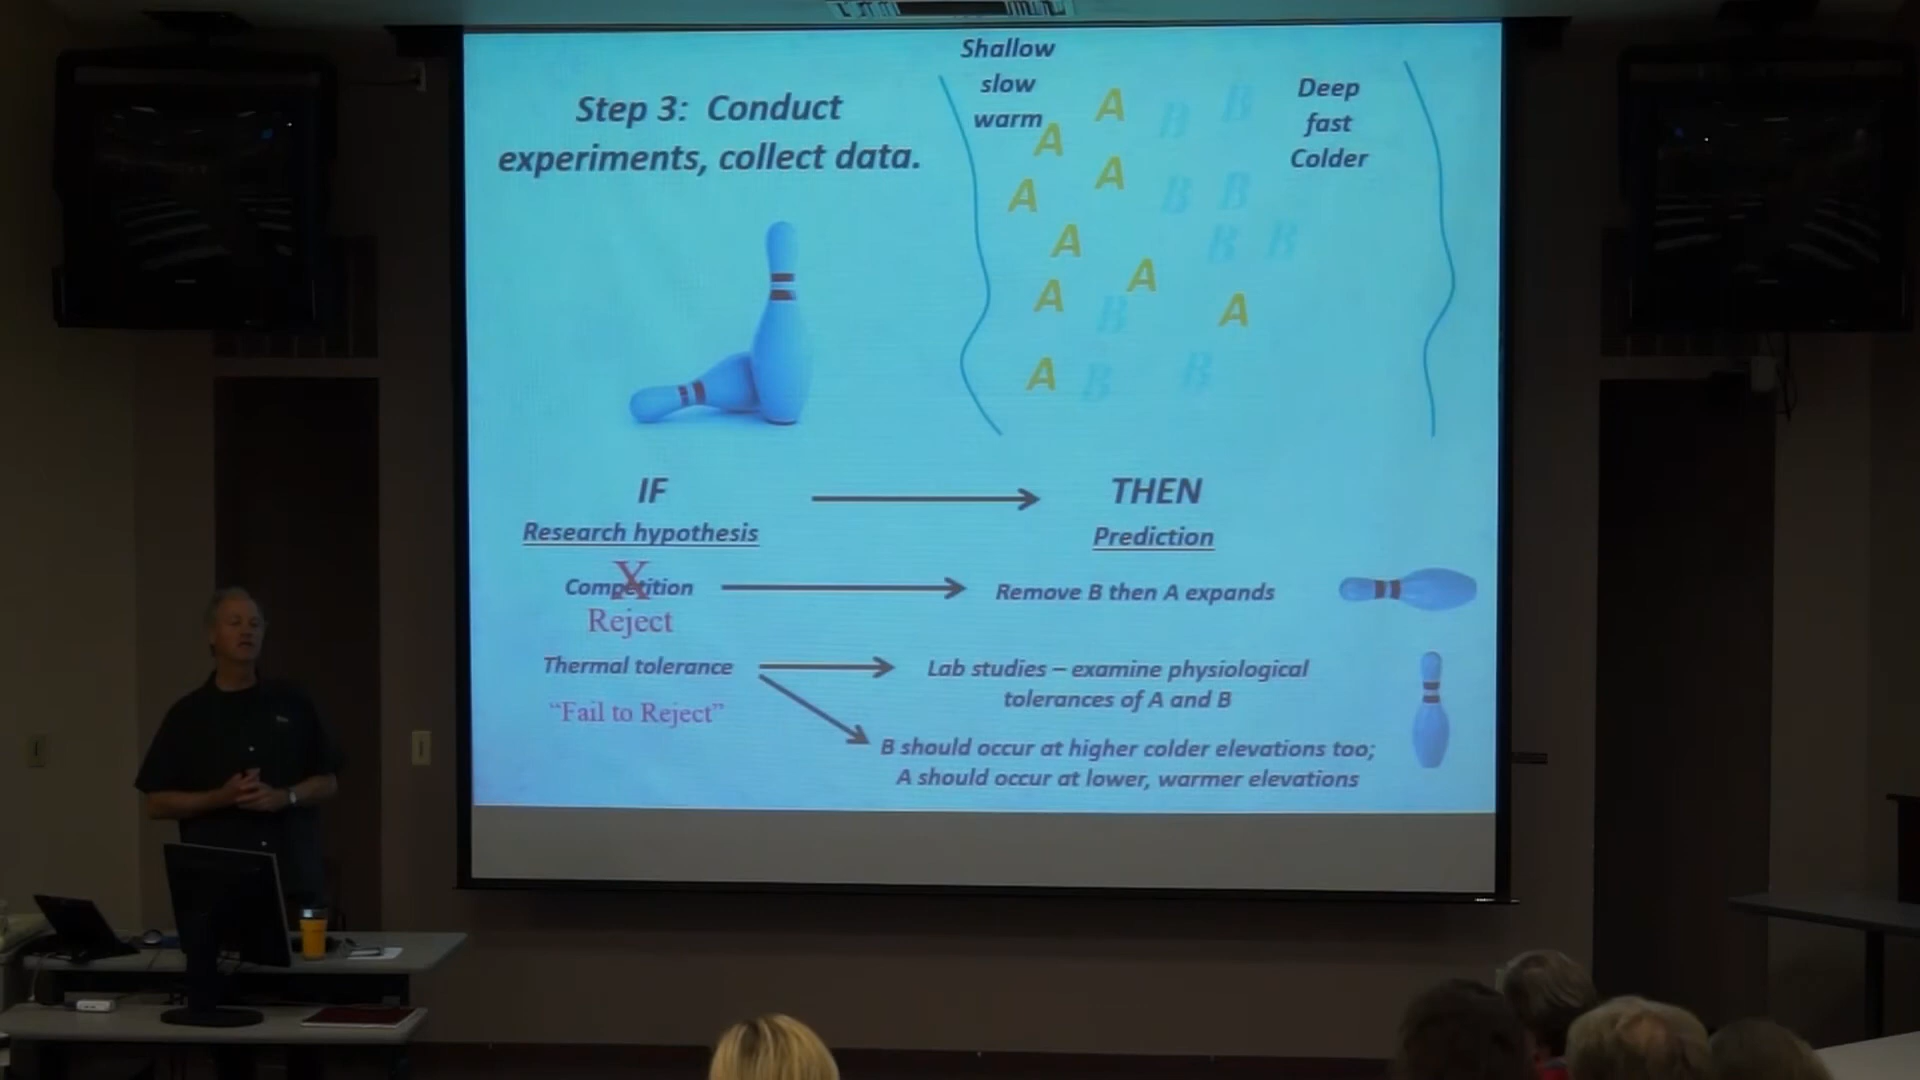 Step 3: Conduct
experiments, collect data.
Shallow
slow
warm
Deep
fast
Colder
A B B
A
A B B
A
A B B
A
A
B A
A B B
IF
THEN
Research hypothesis
Prediction
Competition
X
Remove B then A expands
Reject
Thermal tolerance
Lab studies – examine physiological
tolerances of A and B
“Fail to Reject”
B should occur at higher colder elevations too;
A should occur at lower, warmer elevations